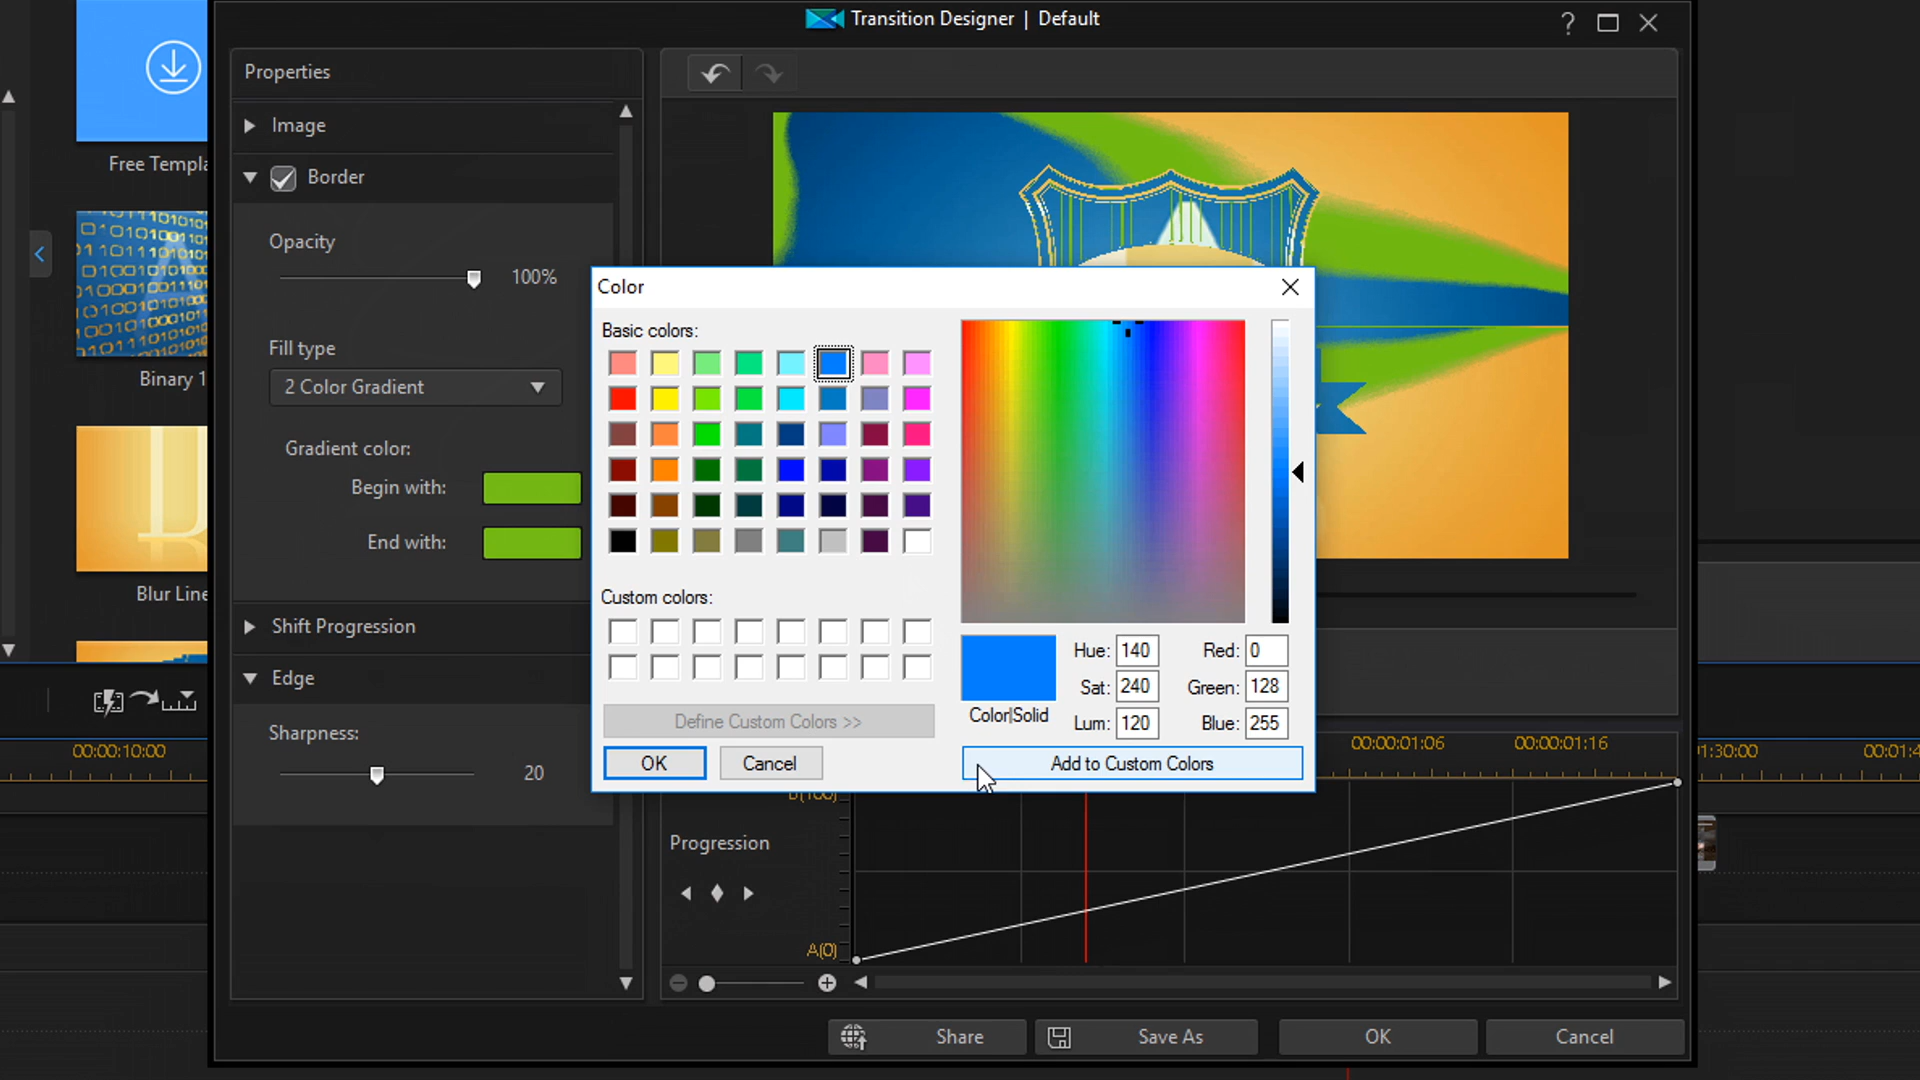 Transition Designer | Default
?
Properties
Image
Border
Free Templa
Opacity
100%
Fill type
2 Color Gradient
Binary 1
Gradient color:
Begin with:
End with:
Blur Line
Shift Progression
Edge
Sharpness:
20
Color
Basic colors:
Custom colors:
Define Custom Colors >>
OK
Cancel
Hue: 140
Red: 0
Sat: 240
Green: 128
Color|Solid
Lum: 120
Blue: 255
Add to Custom Colors
00:00:10:00
00:00:01:06
00:00:01:16
1:30:00
00:01:4
B(100)
Progression
A(0)
Share
Save As
OK
Cancel